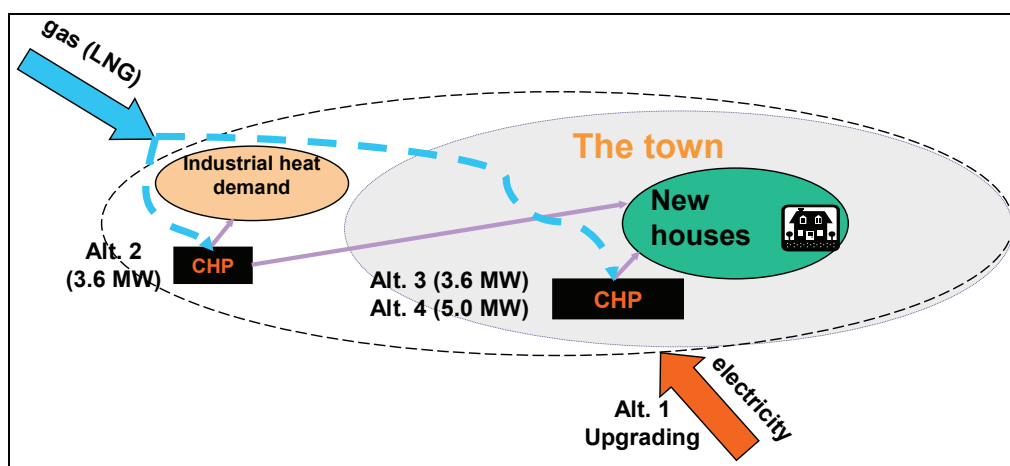 gas (LNG)
The town
Industrial heat
demand
New
houses
Alt. 2
(3.6 MW)
CHP
Alt. 3 (3.6 MW)
Alt. 4 (5.0 MW)
CHP
Alt. 1
Upgrading
electricity